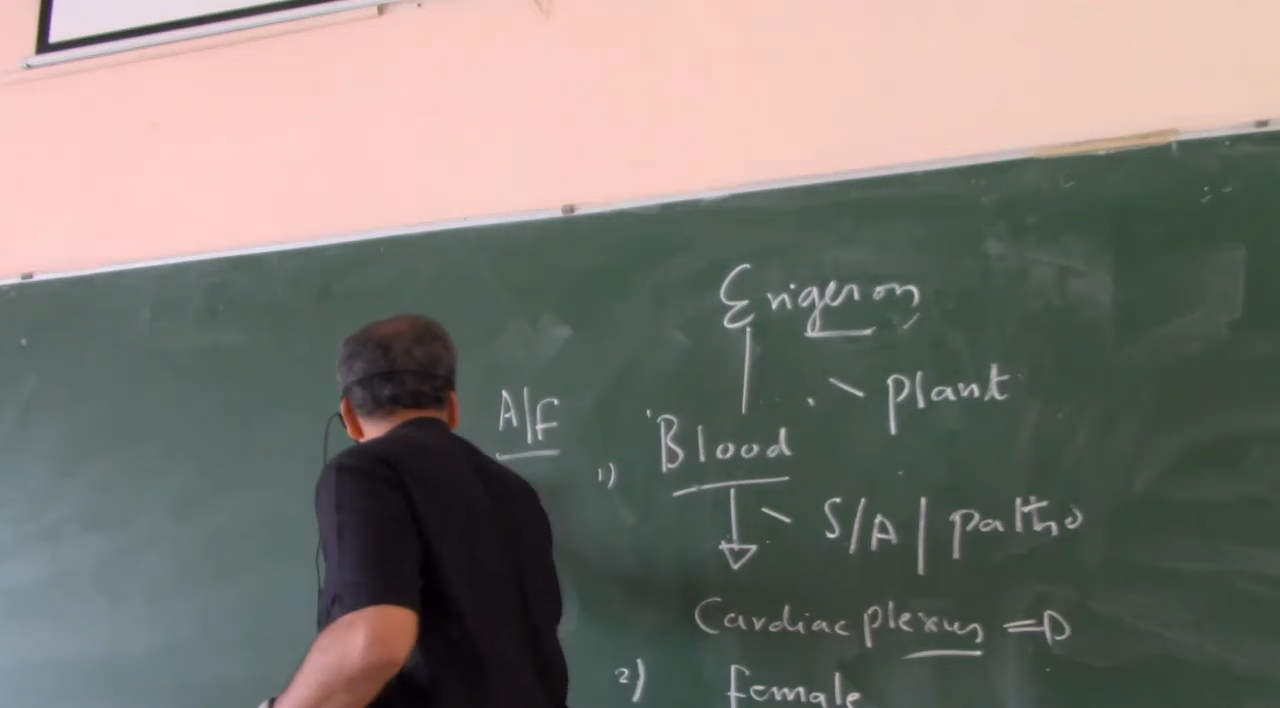 Erigeron
plant
A/F
1) Blood
S/A | patho
Cardiac plexus =D
2) female